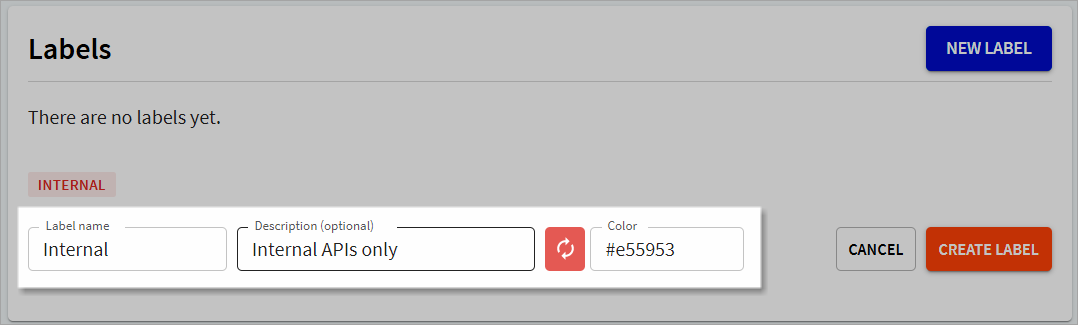 Labels
NEW LABEL
There are no labels yet.
INTERNAL
Label name
Description (optional)
Color
Internal
Internal APIs only
#e55953
CANCEL
CREATE LABEL